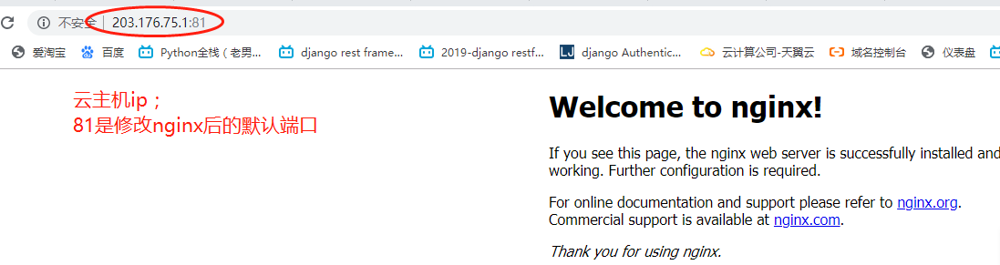 不安全 | 203.176.75.1:81
爱淘宝 百度 Python全栈（老男... django rest frame... 2019-django restf... LJ django Authentic... 云计算公司-天翼云 域名控制台 仪表盘
云主机ip；
81是修改nginx后的默认端口
Welcome to nginx!
If you see this page, the nginx web server is successfully installed and
working. Further configuration is required.
For online documentation and support please refer to nginx.org.
Commercial support is available at nginx.com.
Thank you for using nginx.